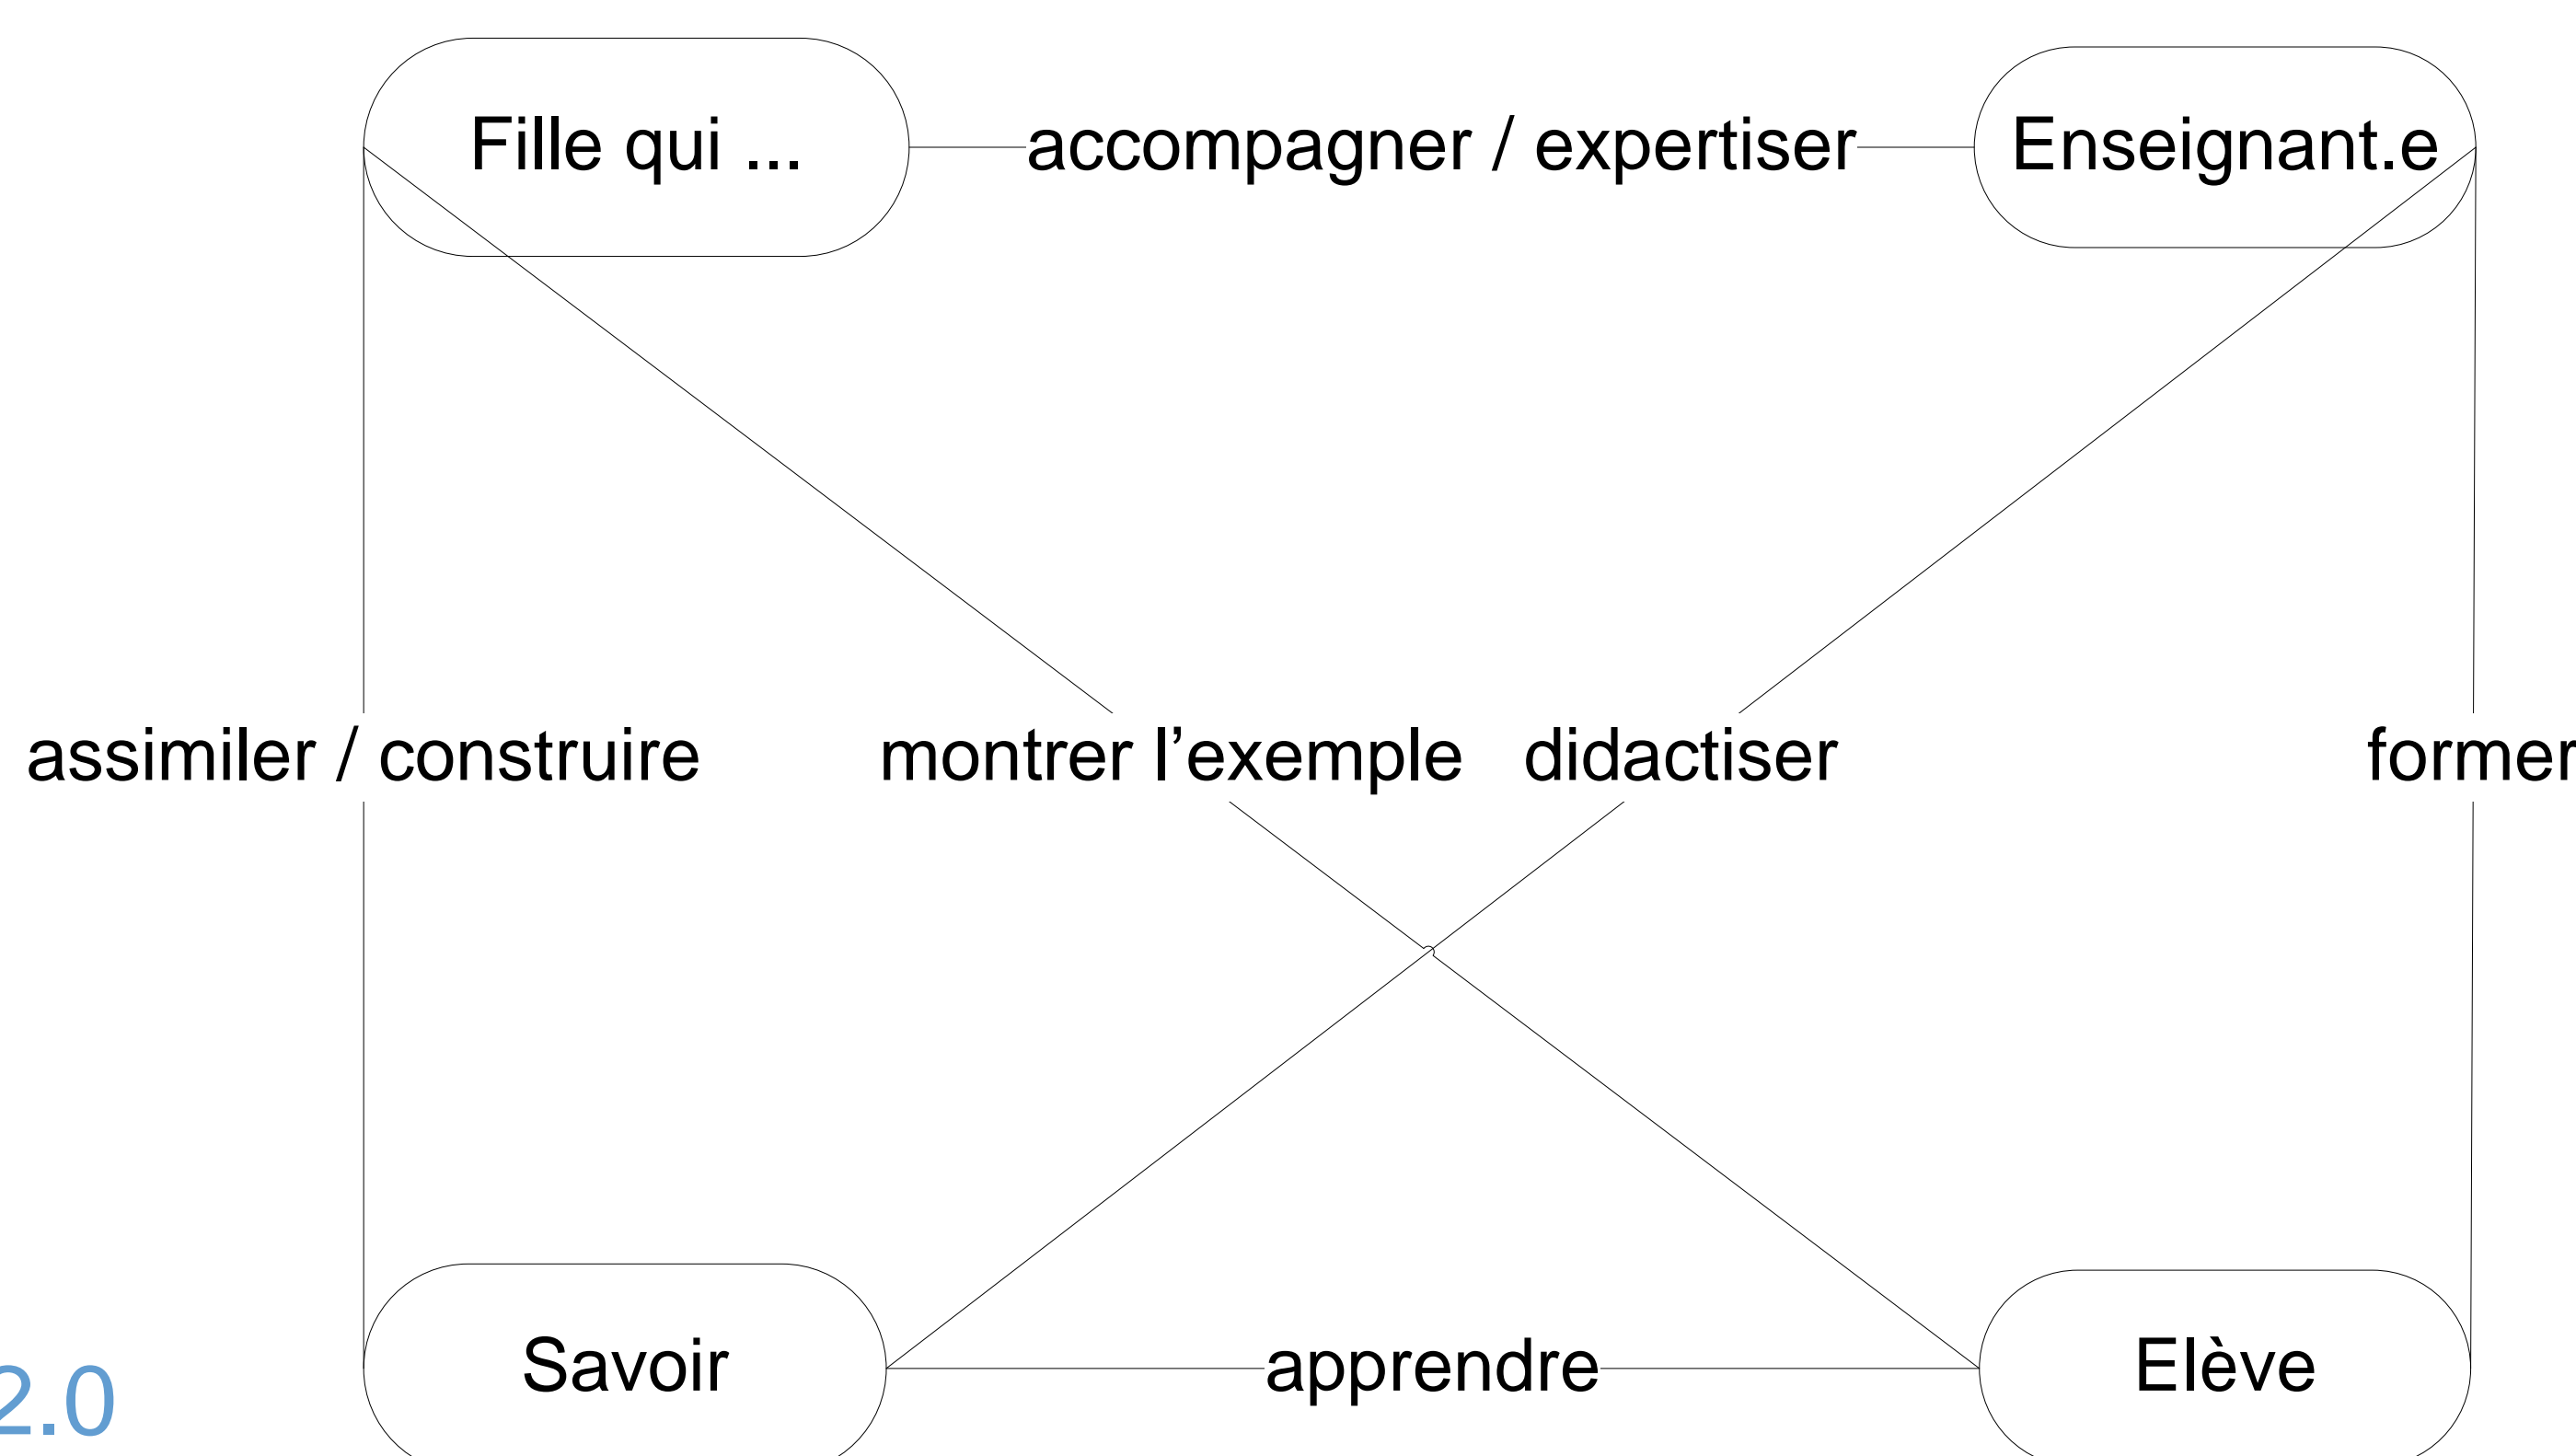 Fille qui ...
accompagner / expertiser
Enseignant.e
assimiler / construire
montrer l’exemple
didactiser
former
Savoir
apprendre
Elève
2.0